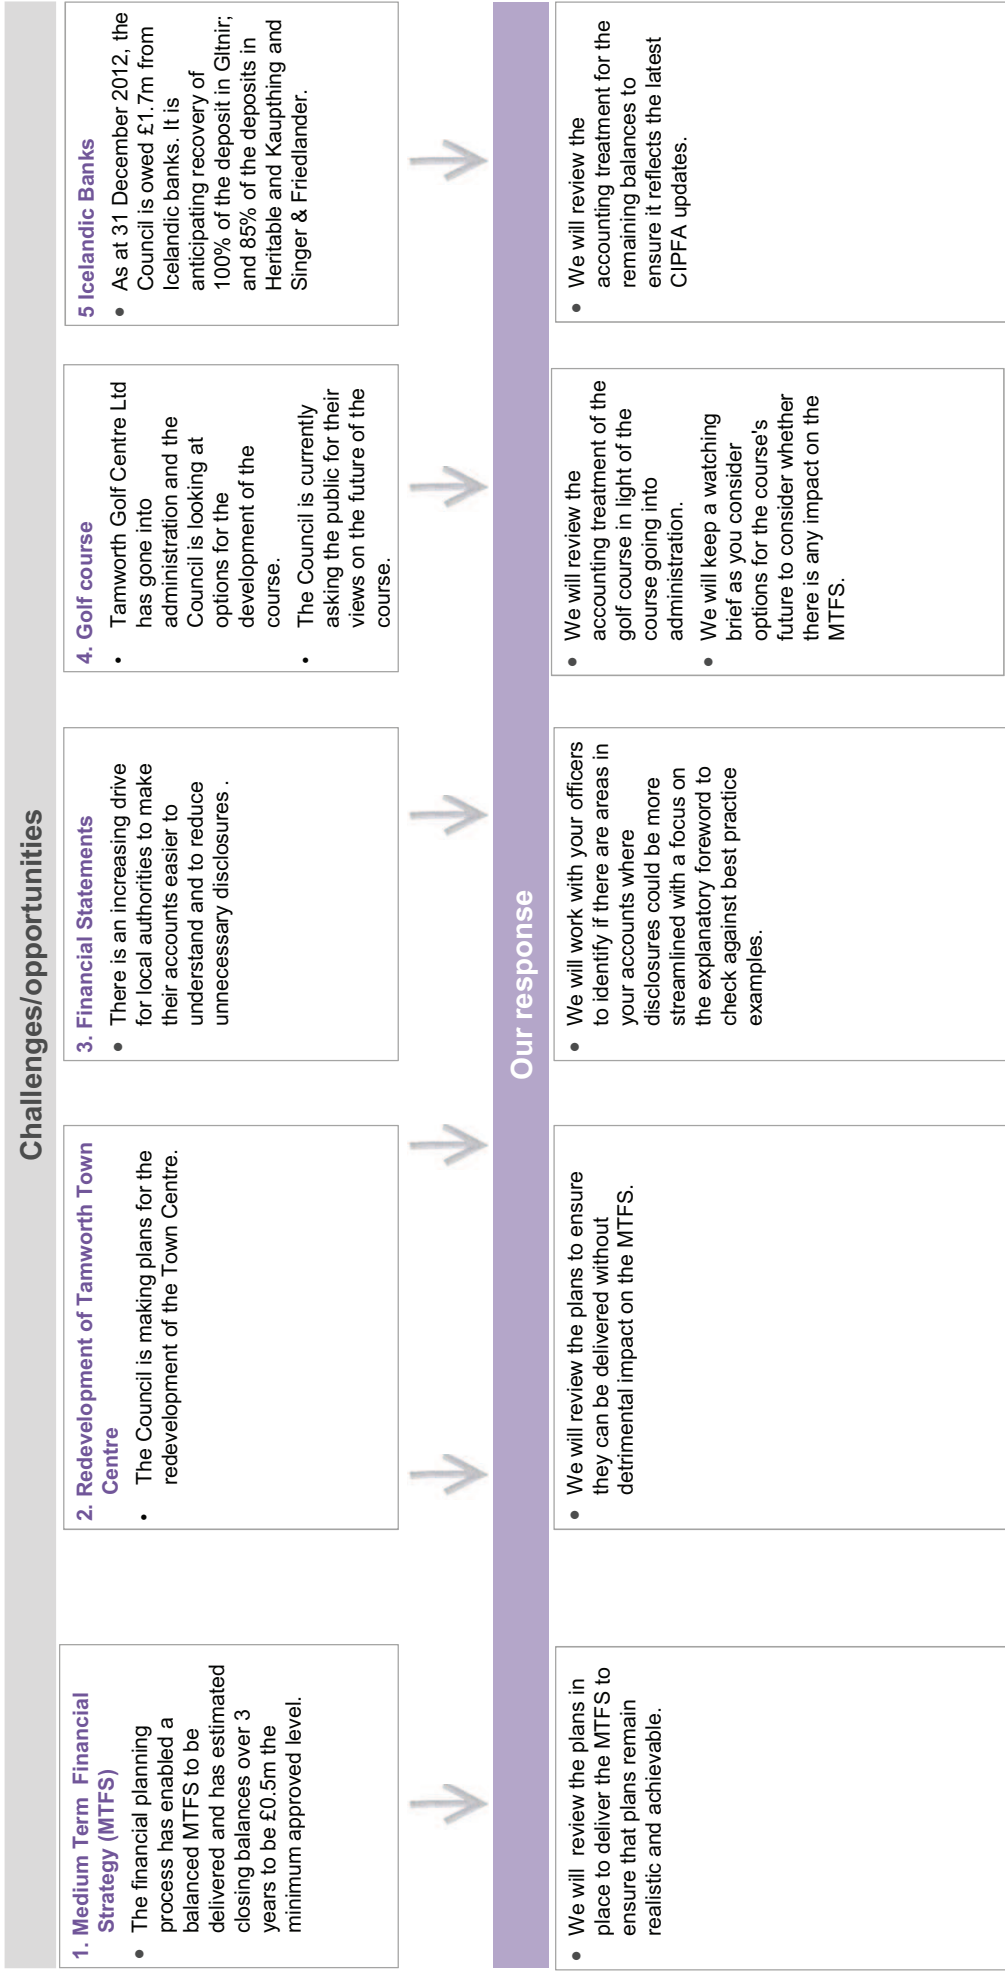 Challenges/opportunities
1. Medium Term Financial
Strategy (MTFS)
• The financial planning
process has enabled a
balanced MTFS to be
delivered and has estimated
closing balances over 3
years to be £0.5m the
minimum approved level.
2. Redevelopment of Tamworth Town
Centre
• The Council is making plans for the
redevelopment of the Town Centre.
3. Financial Statements
• There is an increasing drive
for local authorities to make
their accounts easier to
understand and to reduce
unnecessary disclosures .
4. Golf course
• Tamworth Golf Centre Ltd
has gone into
administration and the
Council is looking at
options for the
development of the
course.
• The Council is currently
asking the public for their
views on the future of the
course.
5 Icelandic Banks
• As at 31 December 2012, the
Council is owed £1.7m from
Icelandic banks. It is
anticipating recovery of
100% of the deposit in Gltnir;
and 85% of the deposits in
Heritable and Kaupthing and
Singer & Friedlander.
Our response
• We will review the plans in
place to deliver the MTFS to
ensure that plans remain
realistic and achievable.
• We will review the plans to ensure
they can be delivered without
detrimental impact on the MTFS.
• We will work with your officers
to identify if there are areas in
your accounts where
disclosures could be more
streamlined with a focus on
the explanatory foreword to
check against best practice
examples.
• We will review the
accounting treatment of the
golf course in light of the
course going into
administration.
• We will keep a watching
brief as you consider
options for the course's
future to consider whether
there is any impact on the
MTFS.
• We will review the
accounting treatment for the
remaining balances to
ensure it reflects the latest
CIPFA updates.